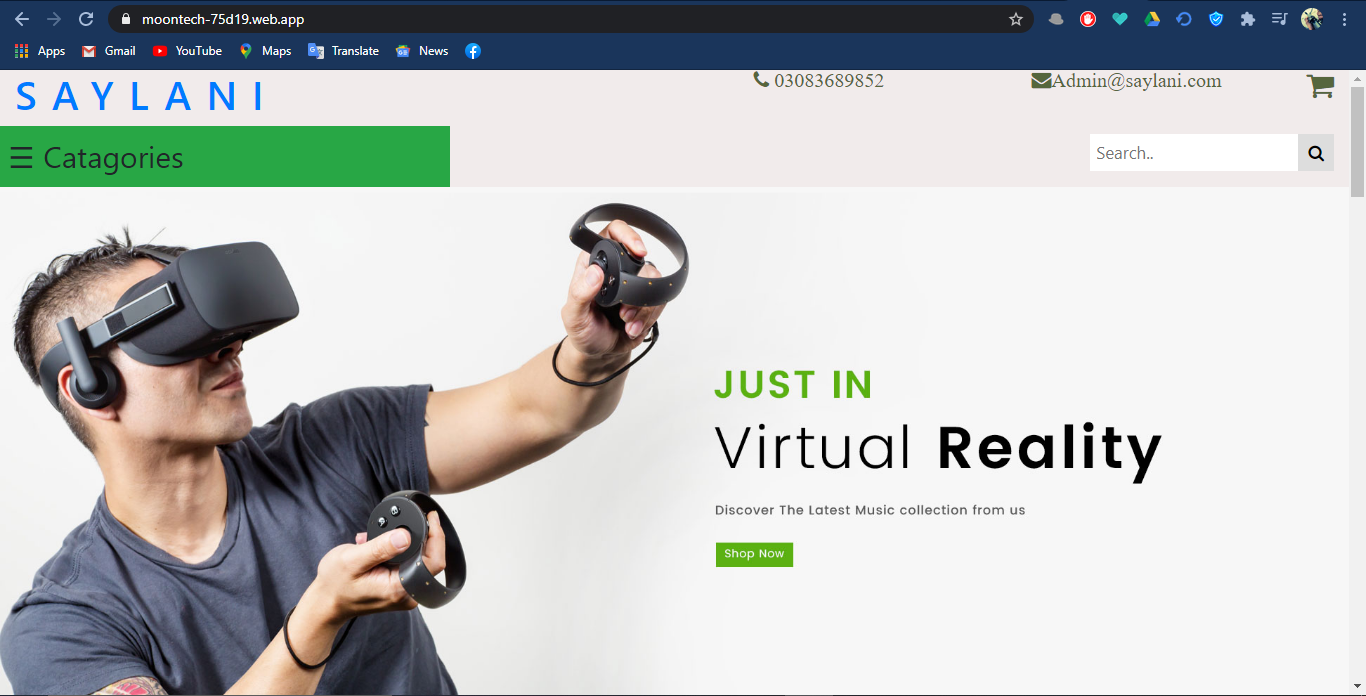 moontech-75d19.web.app
Apps Gmail YouTube Maps Translate News
SAYLANI
03083689852
Admin@saylani.com
☰ Catagories
Search..
JUST IN
Virtual Reality
Discover The Latest Music collection from us
Shop Now